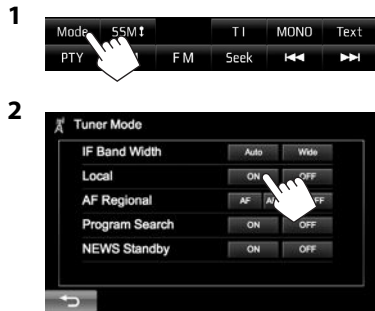 1
Mode SSM TI MONO Text
PTY FM Seek
2
Tuner Mode
IF Band Width Auto Wide
Local ON OFF
AF Regional AF
Program Search ON OFF
NEWS Standby ON OFF